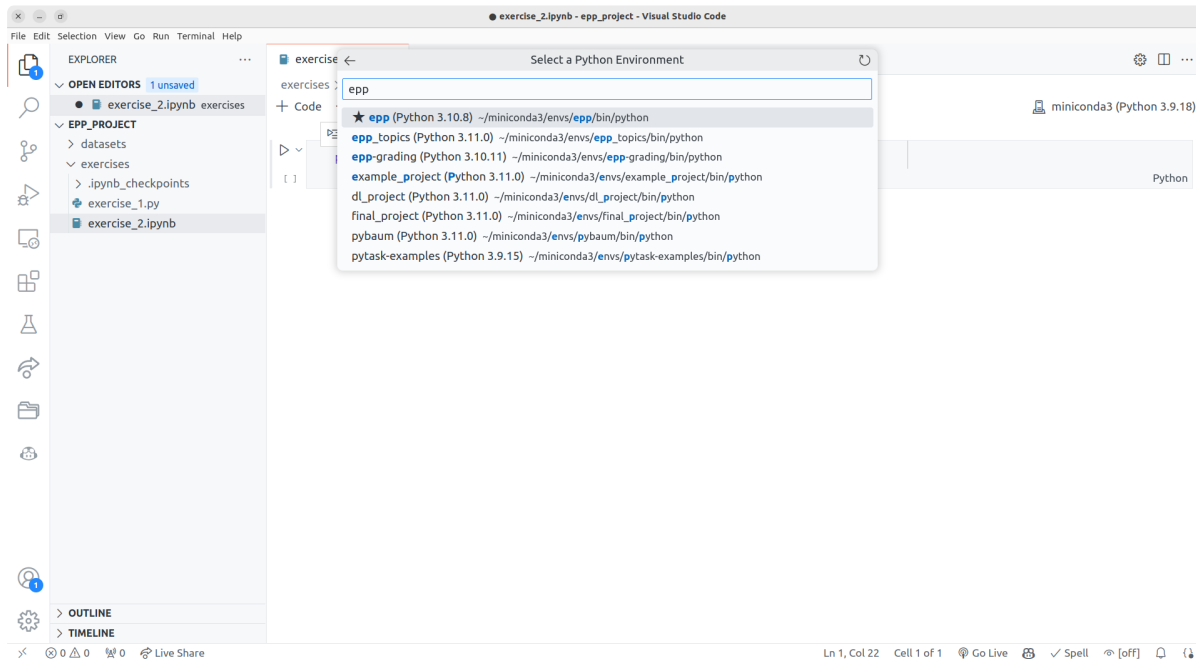 ● exercise_2.ipynb - epp_project - Visual Studio Code
File Edit Selection View Go Run Terminal Help
EXPLORER
OPEN EDITORS 1 unsaved
● exercise_2.ipynb exercises
EPP_PROJECT
datasets
exercises
.ipynb_checkpoints
exercise_1.py
exercise_2.ipynb
OUTLINE
TIMELINE
exercise
exercises
+ Code
miniconda3 (Python 3.9.18)
[ ]
Python
Select a Python Environment
epp
★ epp (Python 3.10.8) ~/miniconda3/envs/epp/bin/python
epp_topics (Python 3.11.0) ~/miniconda3/envs/epp_topics/bin/python
epp-grading (Python 3.10.11) ~/miniconda3/envs/epp-grading/bin/python
example_project (Python 3.11.0) ~/miniconda3/envs/example_project/bin/python
dl_project (Python 3.11.0) ~/miniconda3/envs/dl_project/bin/python
final_project (Python 3.11.0) ~/miniconda3/envs/final_project/bin/python
pybaum (Python 3.11.0) ~/miniconda3/envs/pybaum/bin/python
pytask-examples (Python 3.9.15) ~/miniconda3/envs/pytask-examples/bin/python
1
1
0 0 0 Live Share
Ln 1, Col 22 Cell 1 of 1 Go Live Spell [off]